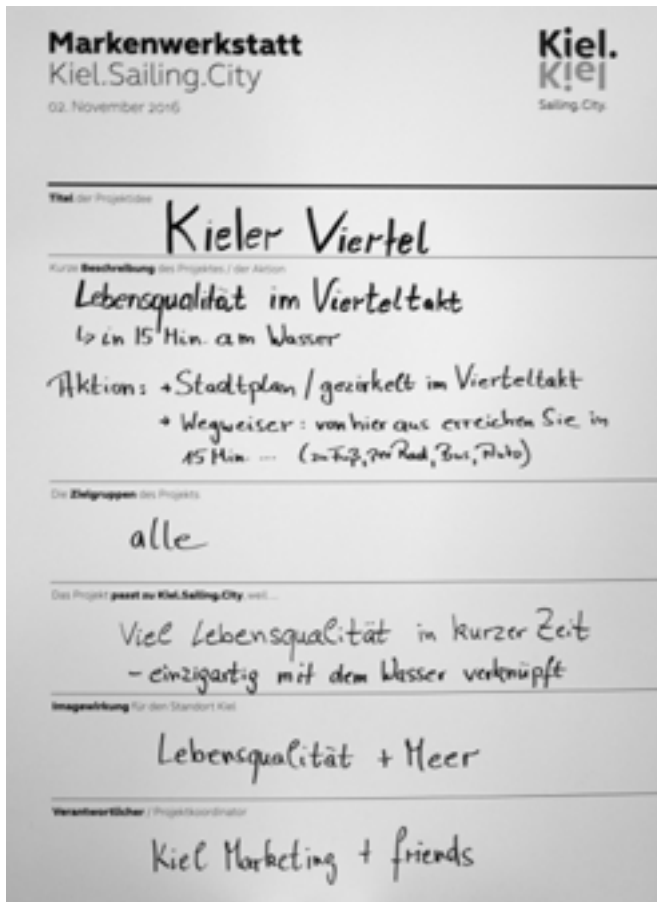 Markenwerkstatt
Kiel.Sailing.City
02. November 2016
Kiel.
Kiel
Sailing.City.
Titel der Projektidee
Kieler Viertel
Kurze Beschreibung des Projektes / der Aktion
Lebensqualität im Vierteltakt
↳ in 15 Min. am Wasser
Aktion: + Stadtplan / gezirkelt im Vierteltakt
+ Wegweiser: von hier aus erreichen Sie in
15 Min ... (zu Fuß, per Rad, Bus, Auto)
Die Zielgruppen des Projekts
alle
Das Projekt passt zu Kiel.Sailing.City, weil...
Viel Lebensqualität in kurzer Zeit
- einzigartig mit dem Wasser verknüpft
Imagewirkung für den Standort Kiel
Lebensqualität + Meer
Verantwortlicher / Projektkoordinator
Kiel Marketing + friends